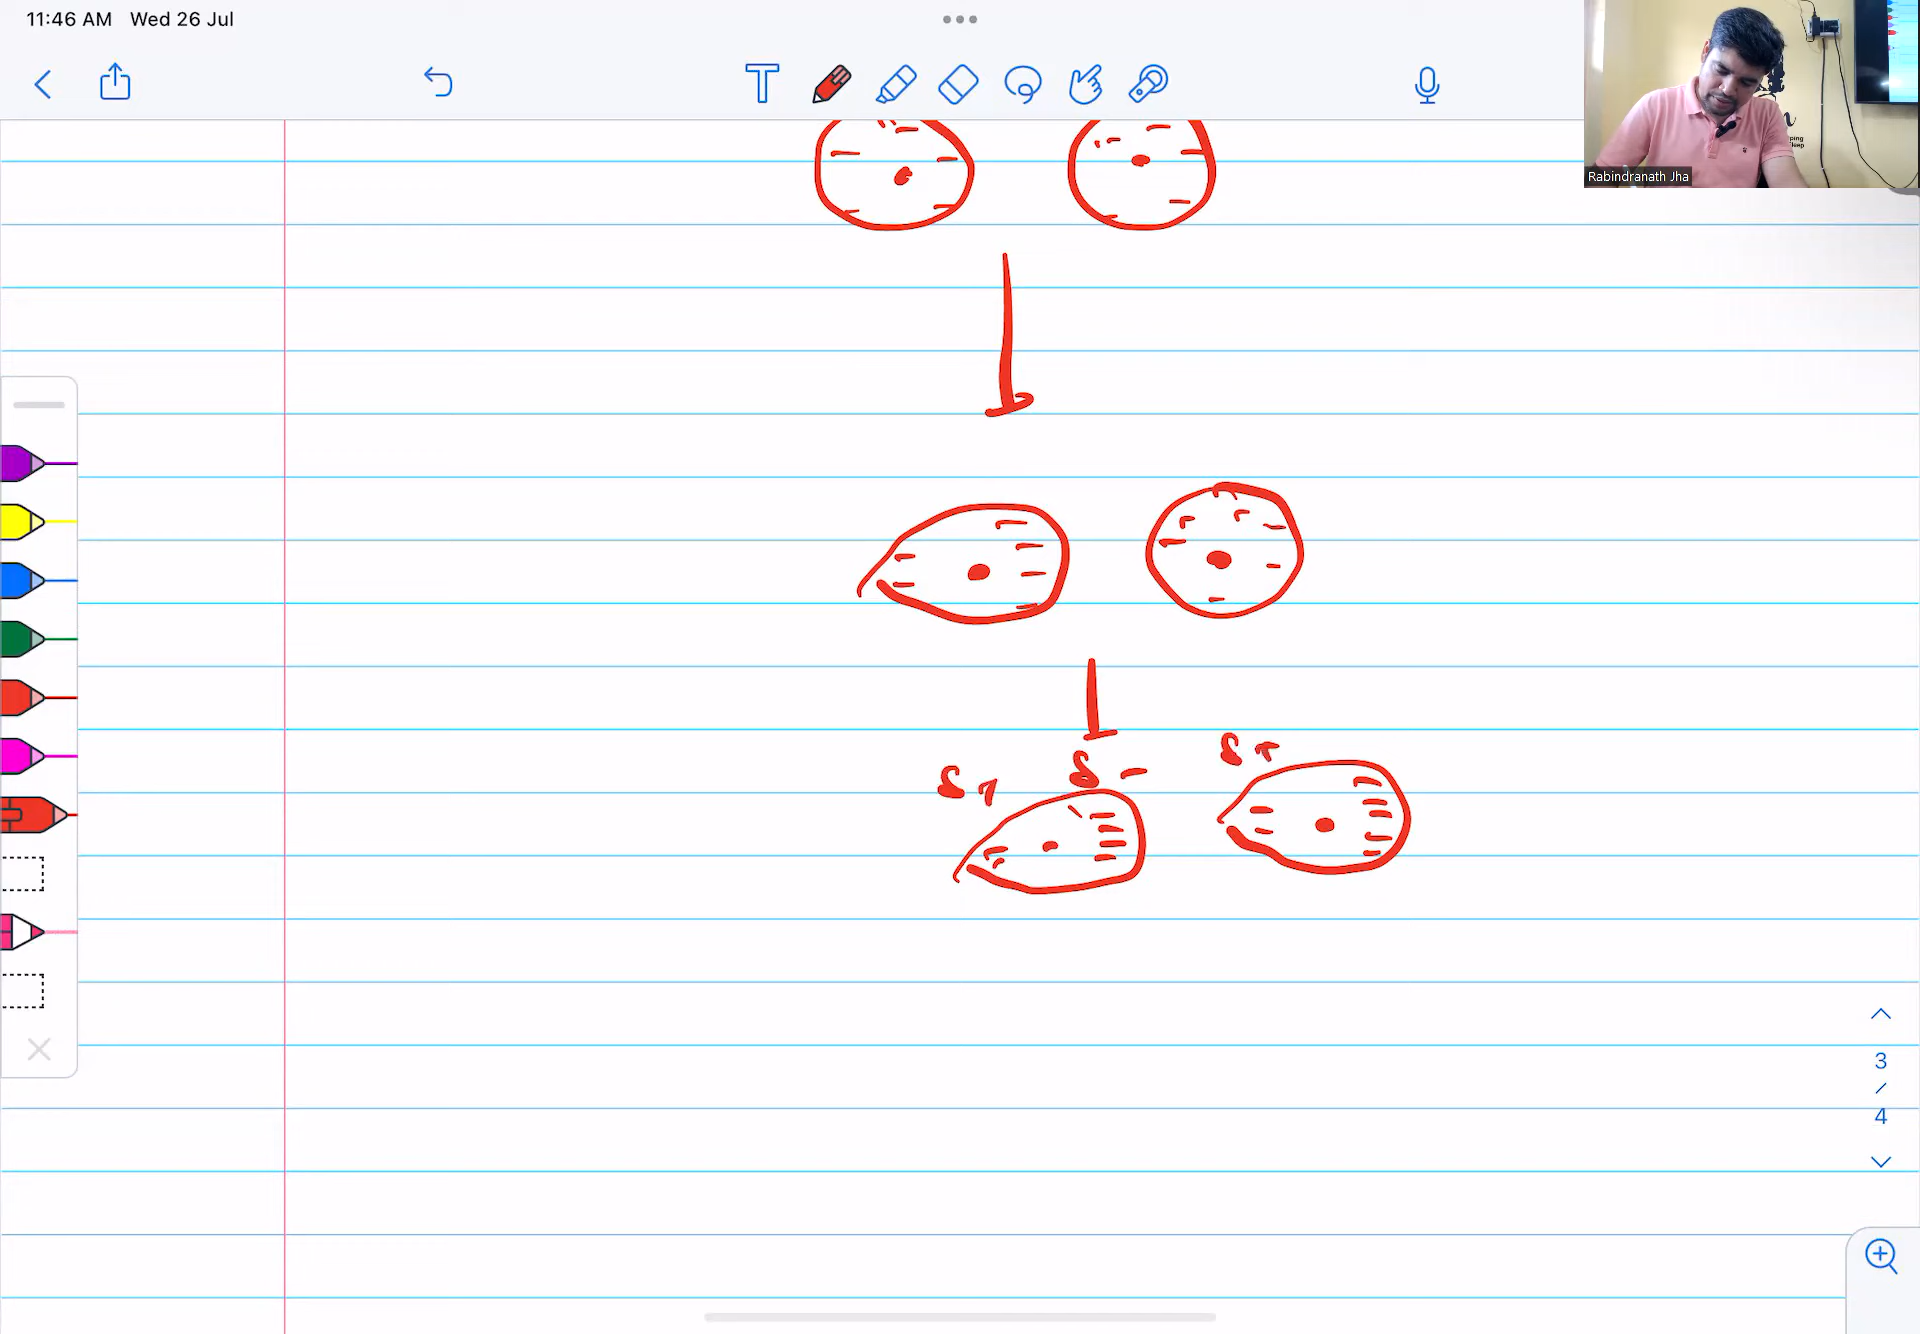 11:46 AM Wed 26 Jul
T
Rabindranath Jha
δ +
δ -
δ +
3
/
4